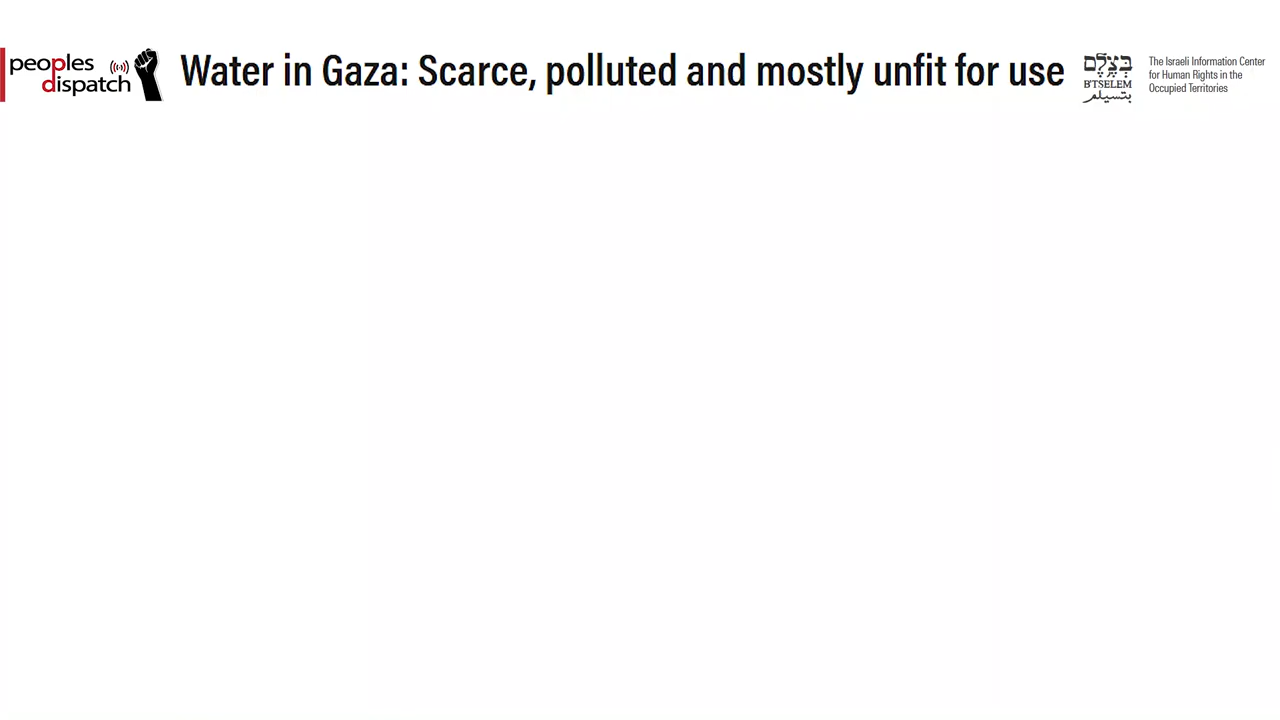 peoples
dispatch
Water in Gaza: Scarce, polluted and mostly unfit for use
בצלם
B'TSELEM
بتسيلم
The Israeli Information Center
for Human Rights in the
Occupied Territories